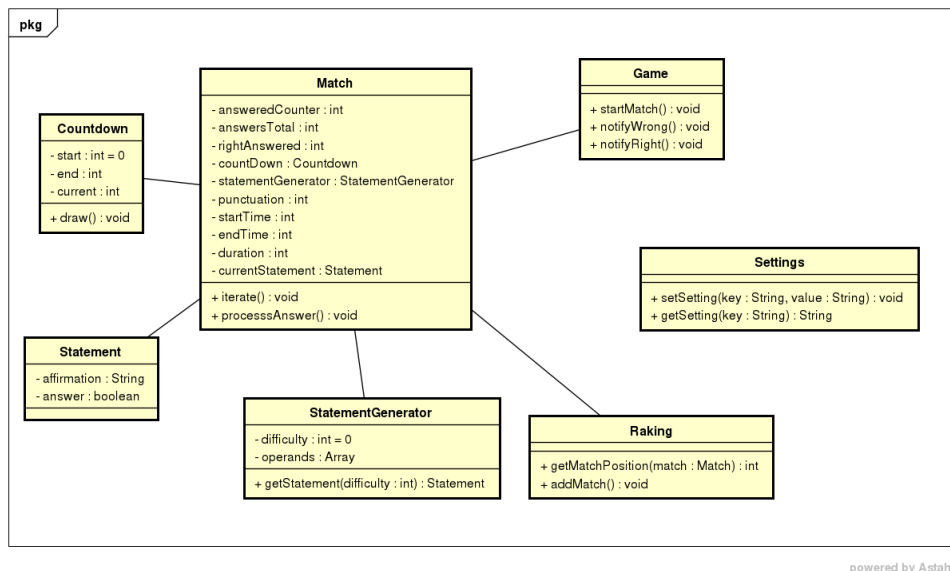 pkg
Match
- answeredCounter : int
- answersTotal : int
- rightAnswered : int
- countDown : Countdown
- statementGenerator : StatementGenerator
- punctuation : int
- startTime : int
- endTime : int
- duration : int
- currentStatement : Statement
+ iterate() : void
+ processsAnswer() : void
Game
+ startMatch() : void
+ notifyWrong() : void
+ notifyRight() : void
Countdown
- start : int = 0
- end : int
- current : int
+ draw() : void
Settings
+ setSetting(key : String, value : String) : void
+ getSetting(key : String) : String
Statement
- affirmation : String
- answer : boolean
StatementGenerator
- difficulty : int = 0
- operands : Array
+ getStatement(difficulty : int) : Statement
Raking
+ getMatchPosition(match : Match) : int
+ addMatch() : void
powered by Astah